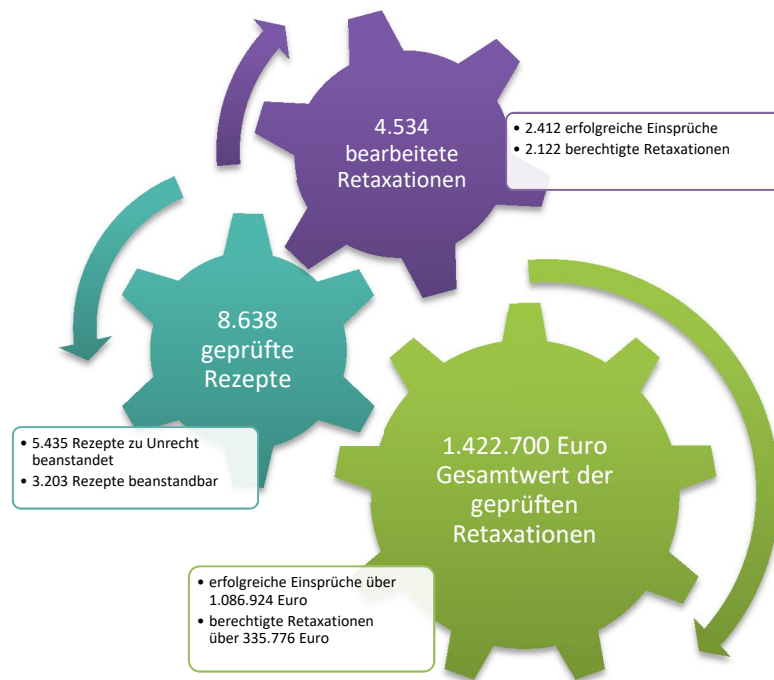 4.534
bearbeitete
Retaxationen
• 2.412 erfolgreiche Einsprüche
• 2.122 berechtigte Retaxationen
8.638
geprüfte
Rezepte
• 5.435 Rezepte zu Unrecht
beanstandet
• 3.203 Rezepte beanstandbar
1.422.700 Euro
Gesamtwert der
geprüften
Retaxationen
• erfolgreiche Einsprüche über
1.086.924 Euro
• berechtigte Retaxationen
über 335.776 Euro